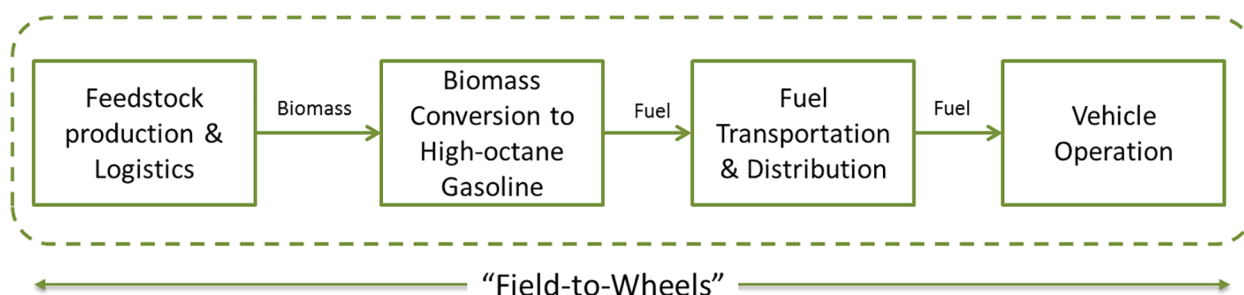 Feedstock
production &
Logistics
Biomass
Biomass
Conversion to
High-octane
Gasoline
Fuel
Fuel
Transportation
& Distribution
Fuel
Vehicle
Operation
“Field-to-Wheels”